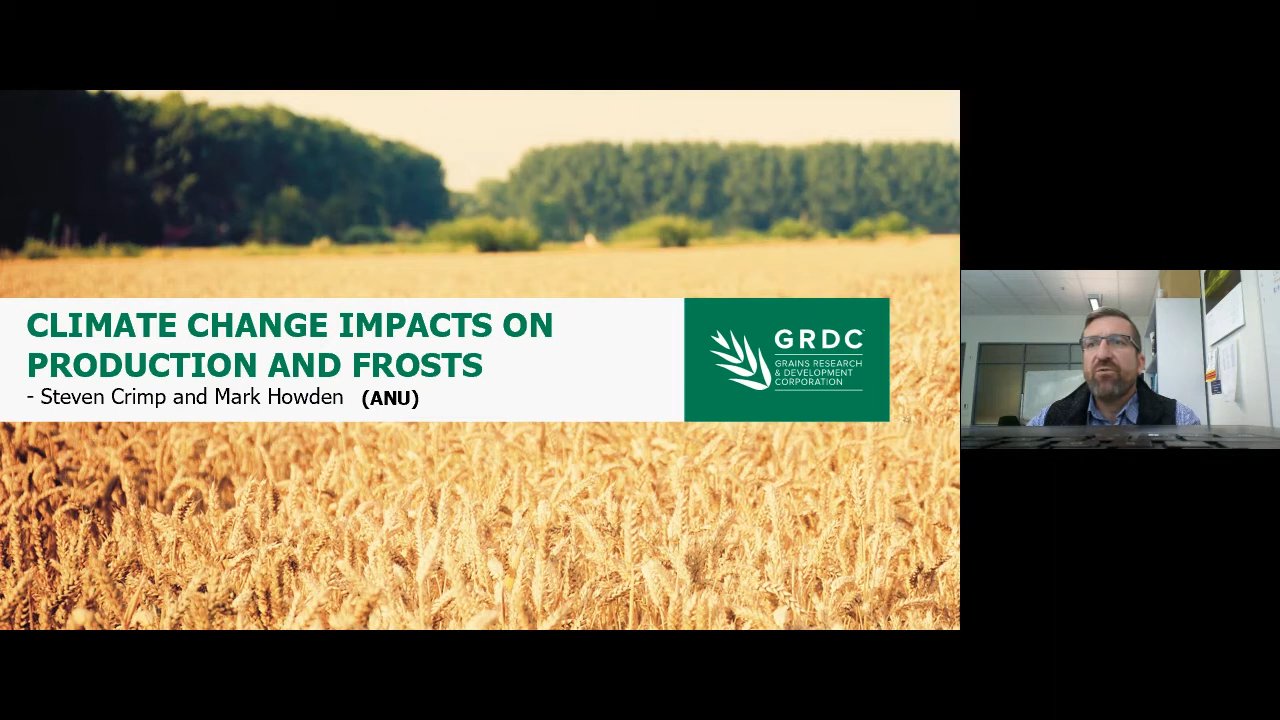 CLIMATE CHANGE IMPACTS ON
PRODUCTION AND FROSTS
- Steven Crimp and Mark Howden (ANU)
GRDC
GRAINS RESEARCH
& DEVELOPMENT
CORPORATION